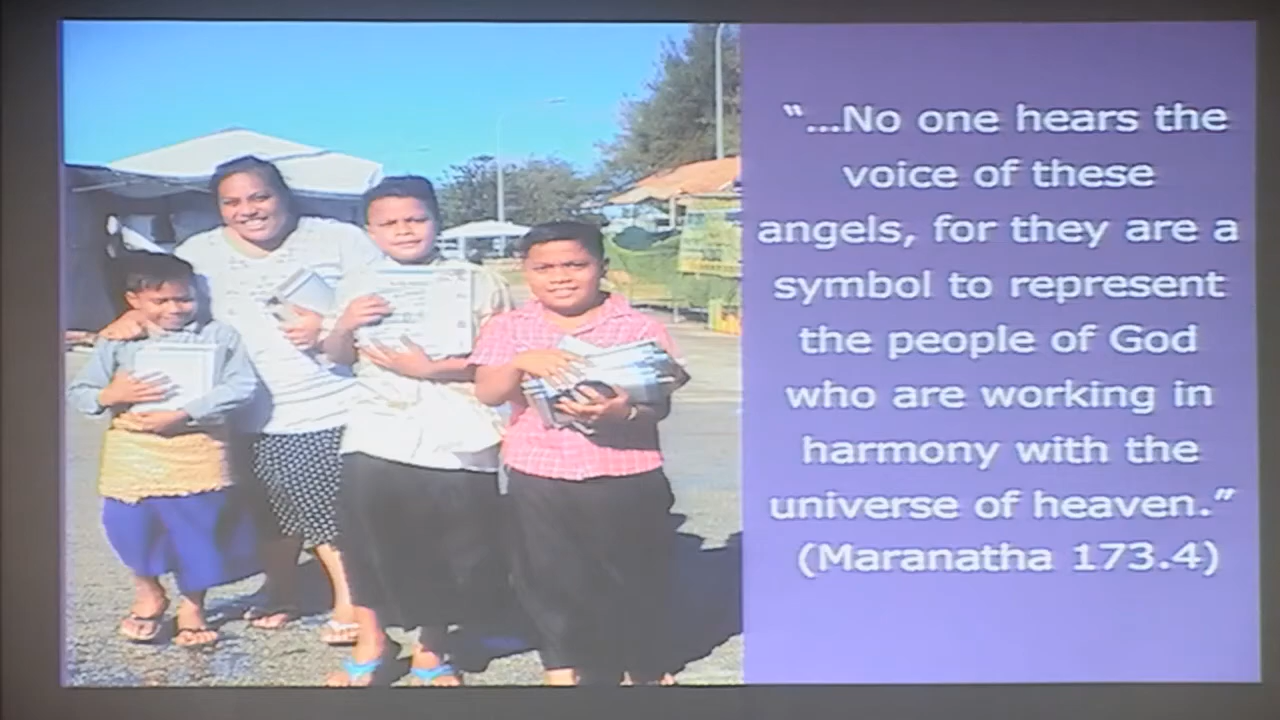 “...No one hears the
voice of these
angels, for they are a
symbol to represent
the people of God
who are working in
harmony with the
universe of heaven.”
(Maranatha 173.4)